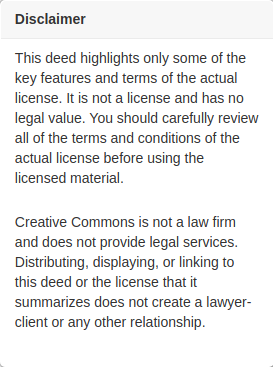 Disclaimer
This deed highlights only some of the
key features and terms of the actual
license. It is not a license and has no
legal value. You should carefully review
all of the terms and conditions of the
actual license before using the
licensed material.
Creative Commons is not a law firm
and does not provide legal services.
Distributing, displaying, or linking to
this deed or the license that it
summarizes does not create a lawyer-
client or any other relationship.